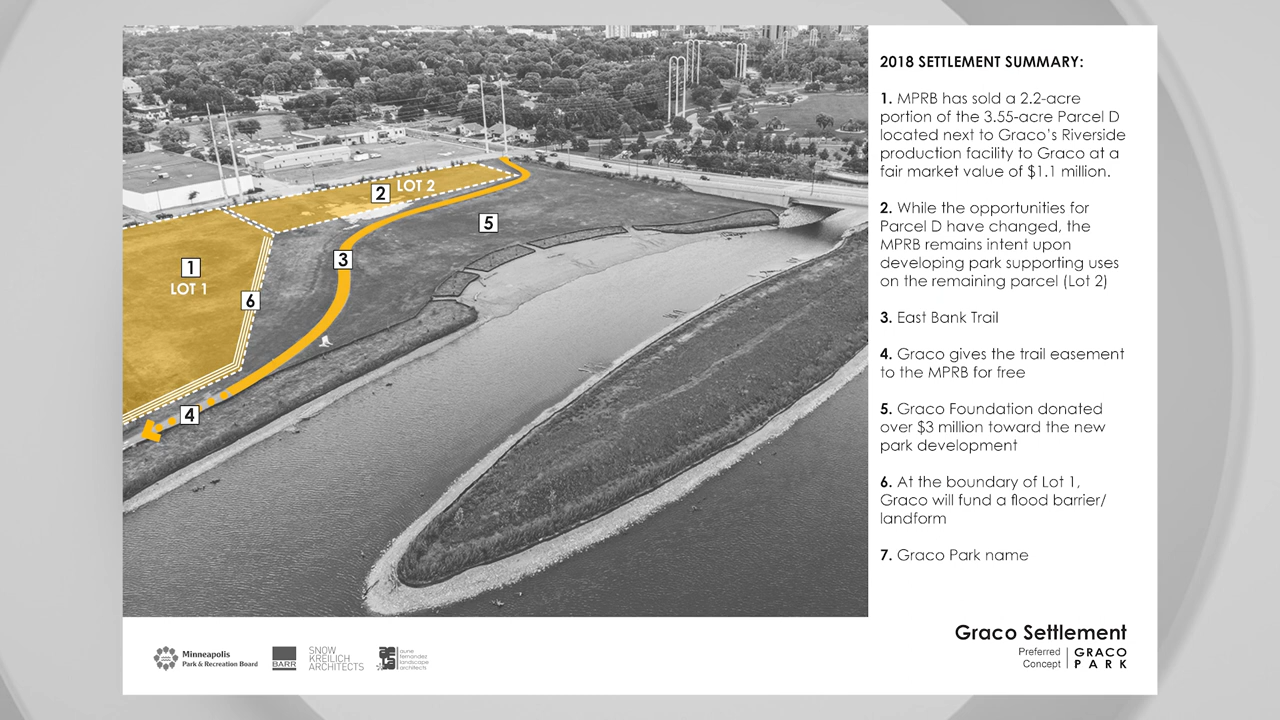 2018 SETTLEMENT SUMMARY:
1. MPRB has sold a 2.2-acre
portion of the 3.55-acre Parcel D
located next to Graco's Riverside
production facility to Graco at a
fair market value of $1.1 million.
2. While the opportunities for
Parcel D have changed, the
MPRB remains intent upon
developing park supporting uses
on the remaining parcel (Lot 2)
3. East Bank Trail
4. Graco gives the trail easement
to the MPRB for free
5. Graco Foundation donated
over $3 million toward the new
park development
6. At the boundary of Lot 1,
Graco will fund a flood barrier/
landform
7. Graco Park name
2 LOT 2
5
3
1
LOT 1
6
4
Graco Settlement
Preferred
Concept
GRACO
PARK
Minneapolis
Park & Recreation Board
BARR
SNOW
KREILICH
ARCHITECTS
aune
fernandez
landscape
architects